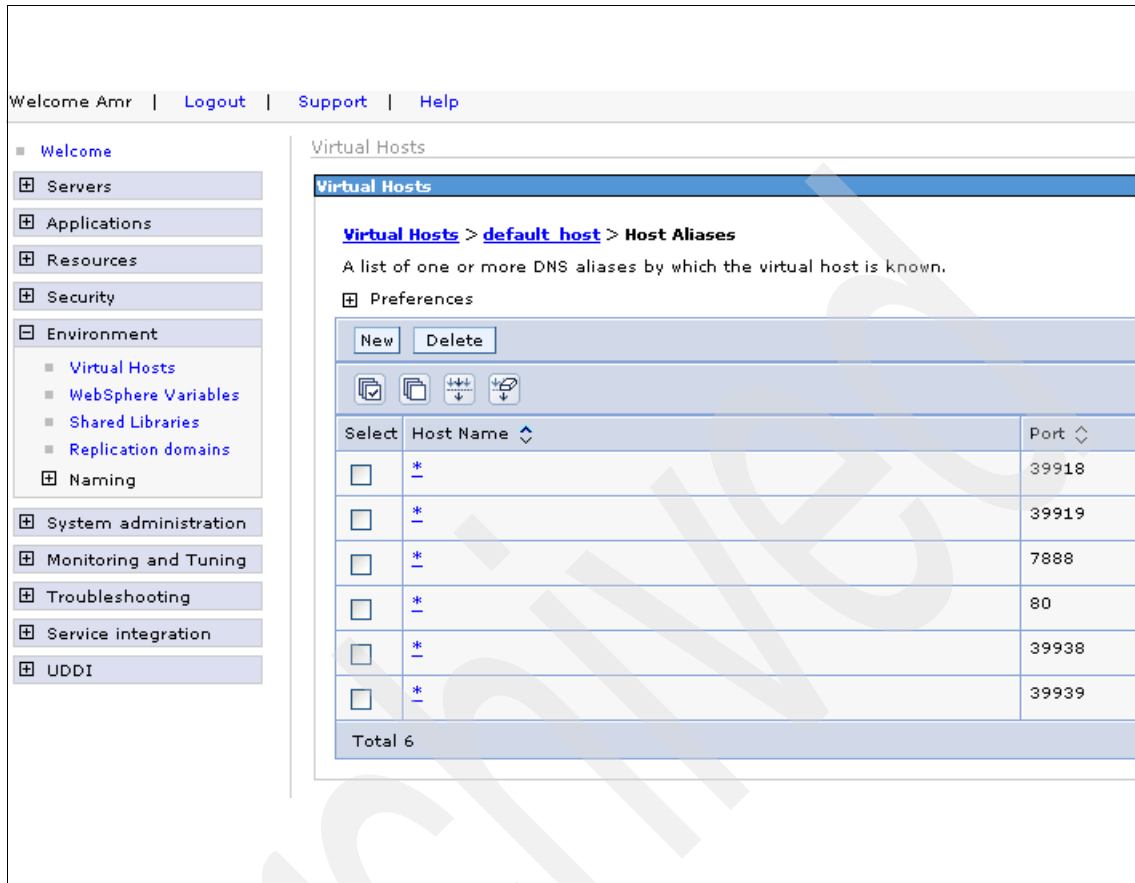 Welcome Amr | Logout | Support | Help
Welcome
Servers
Applications
Resources
Security
Environment
Virtual Hosts
WebSphere Variables
Shared Libraries
Replication domains
Naming
System administration
Monitoring and Tuning
Troubleshooting
Service integration
UDDI
Virtual Hosts
Virtual Hosts
Virtual Hosts > default_host > Host Aliases
A list of one or more DNS aliases by which the virtual host is known.
Preferences
New Delete
Select Host Name Port
* 39918
* 39919
* 7888
* 80
* 39938
* 39939
Total 6